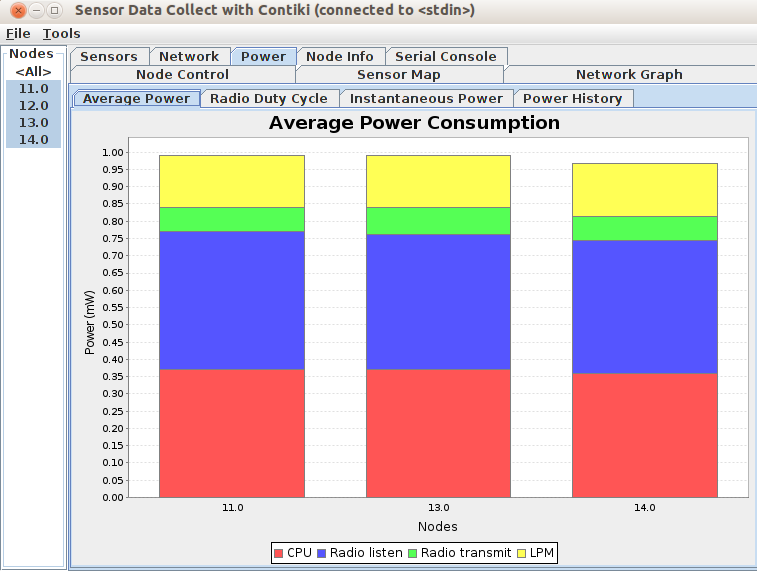 Sensor Data Collect with Contiki (connected to <stdin>)
File Tools
Nodes
<All>
11.0
12.0
13.0
14.0
Sensors Network Power Node Info Serial Console
Node Control Sensor Map Network Graph
Average Power Radio Duty Cycle Instantaneous Power Power History
Average Power Consumption
Power (mW)
1.00
0.95
0.90
0.85
0.80
0.75
0.70
0.65
0.60
0.55
0.50
0.45
0.40
0.35
0.30
0.25
0.20
0.15
0.10
0.05
0.00
11.0 13.0 14.0
Nodes
CPU Radio listen Radio transmit LPM